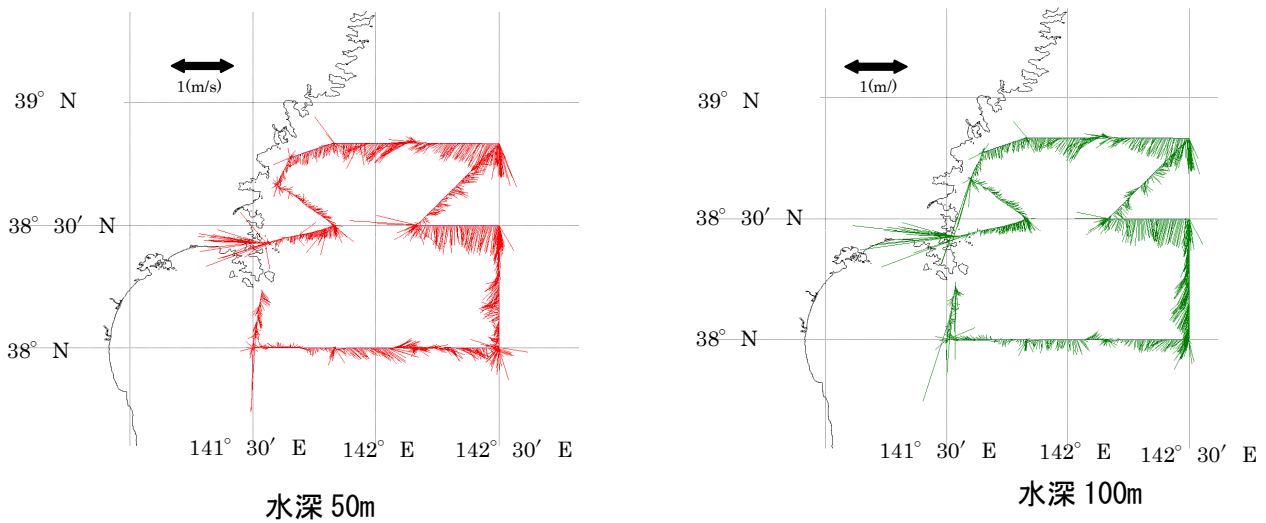 1(m/s)
39° N
38° 30′ N
38° N
141° 30′ E
142° E
142° 30′ E
水深 50m
1(m/)
39° N
38° 30′ N
38° N
141° 30′ E
142° E
142° 30′ E
水深 100m